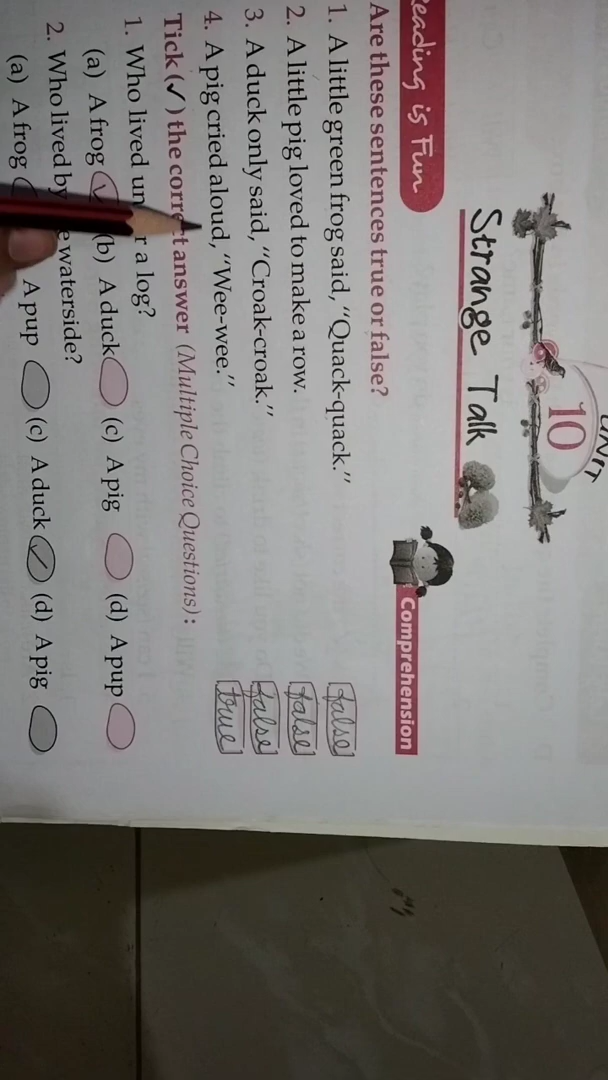 UNIT
10
Strange Talk
Reading is Fun
Comprehension
Are these sentences true or false?
1. A little green frog said, "Quack-quack." false
2. A little pig loved to make a row. false
3. A duck only said, "Croak-croak." false
4. A pig cried aloud, "Wee-wee." true
Tick (✓) the correct answer (Multiple Choice Questions):
1. Who lived un r a log?
(a) A frog ✓ (b) A duck (c) A pig (d) A pup
2. Who lived by e waterside?
(a) A frog A pup (c) A duck ✓ (d) A pig